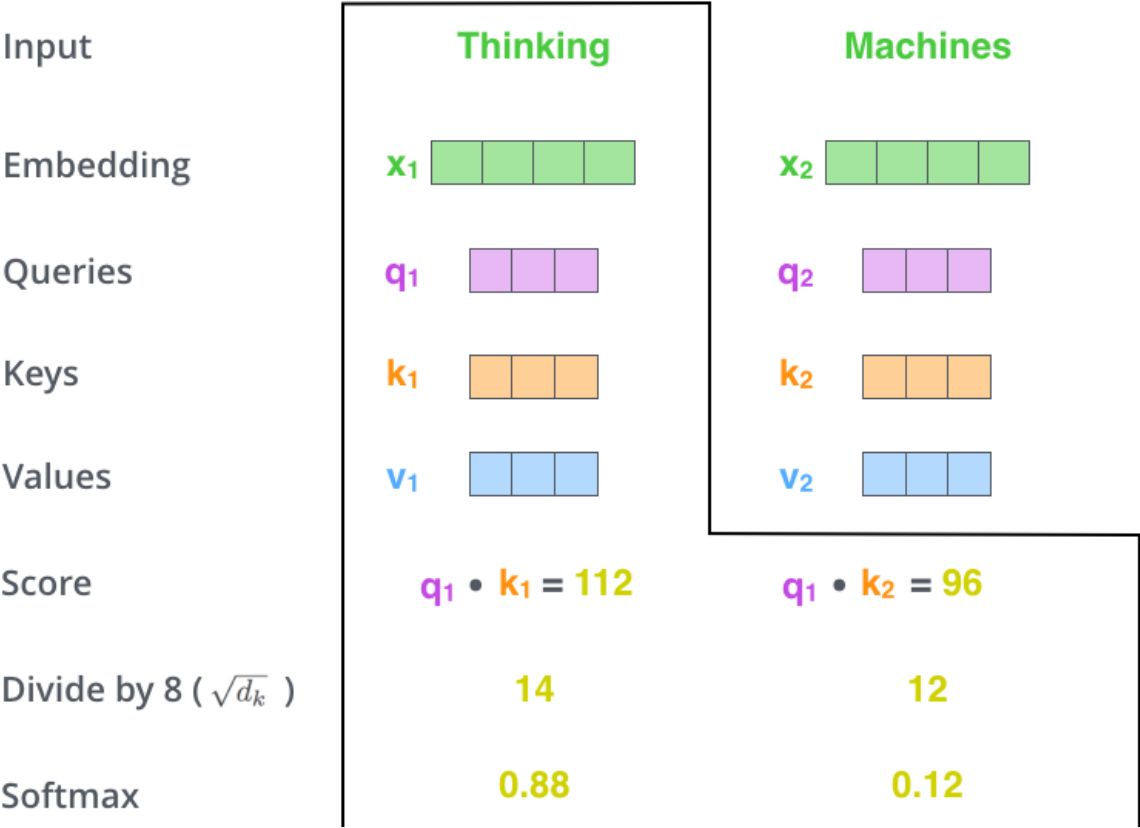 Input Thinking Machines
Embedding x₁ x₂
Queries q₁ q₂
Keys k₁ k₂
Values v₁ v₂
Score q₁ • k₁ = 112 q₁ • k₂ = 96
Divide by 8 ( √dₖ ) 14 12
Softmax 0.88 0.12